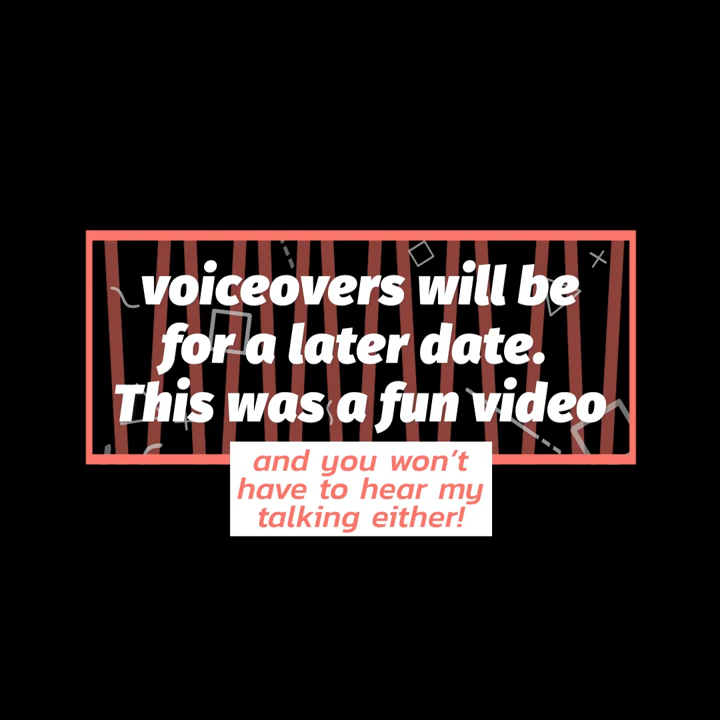 voiceovers will be
for a later date.
This was a fun video
and you won't
have to hear my
talking either!